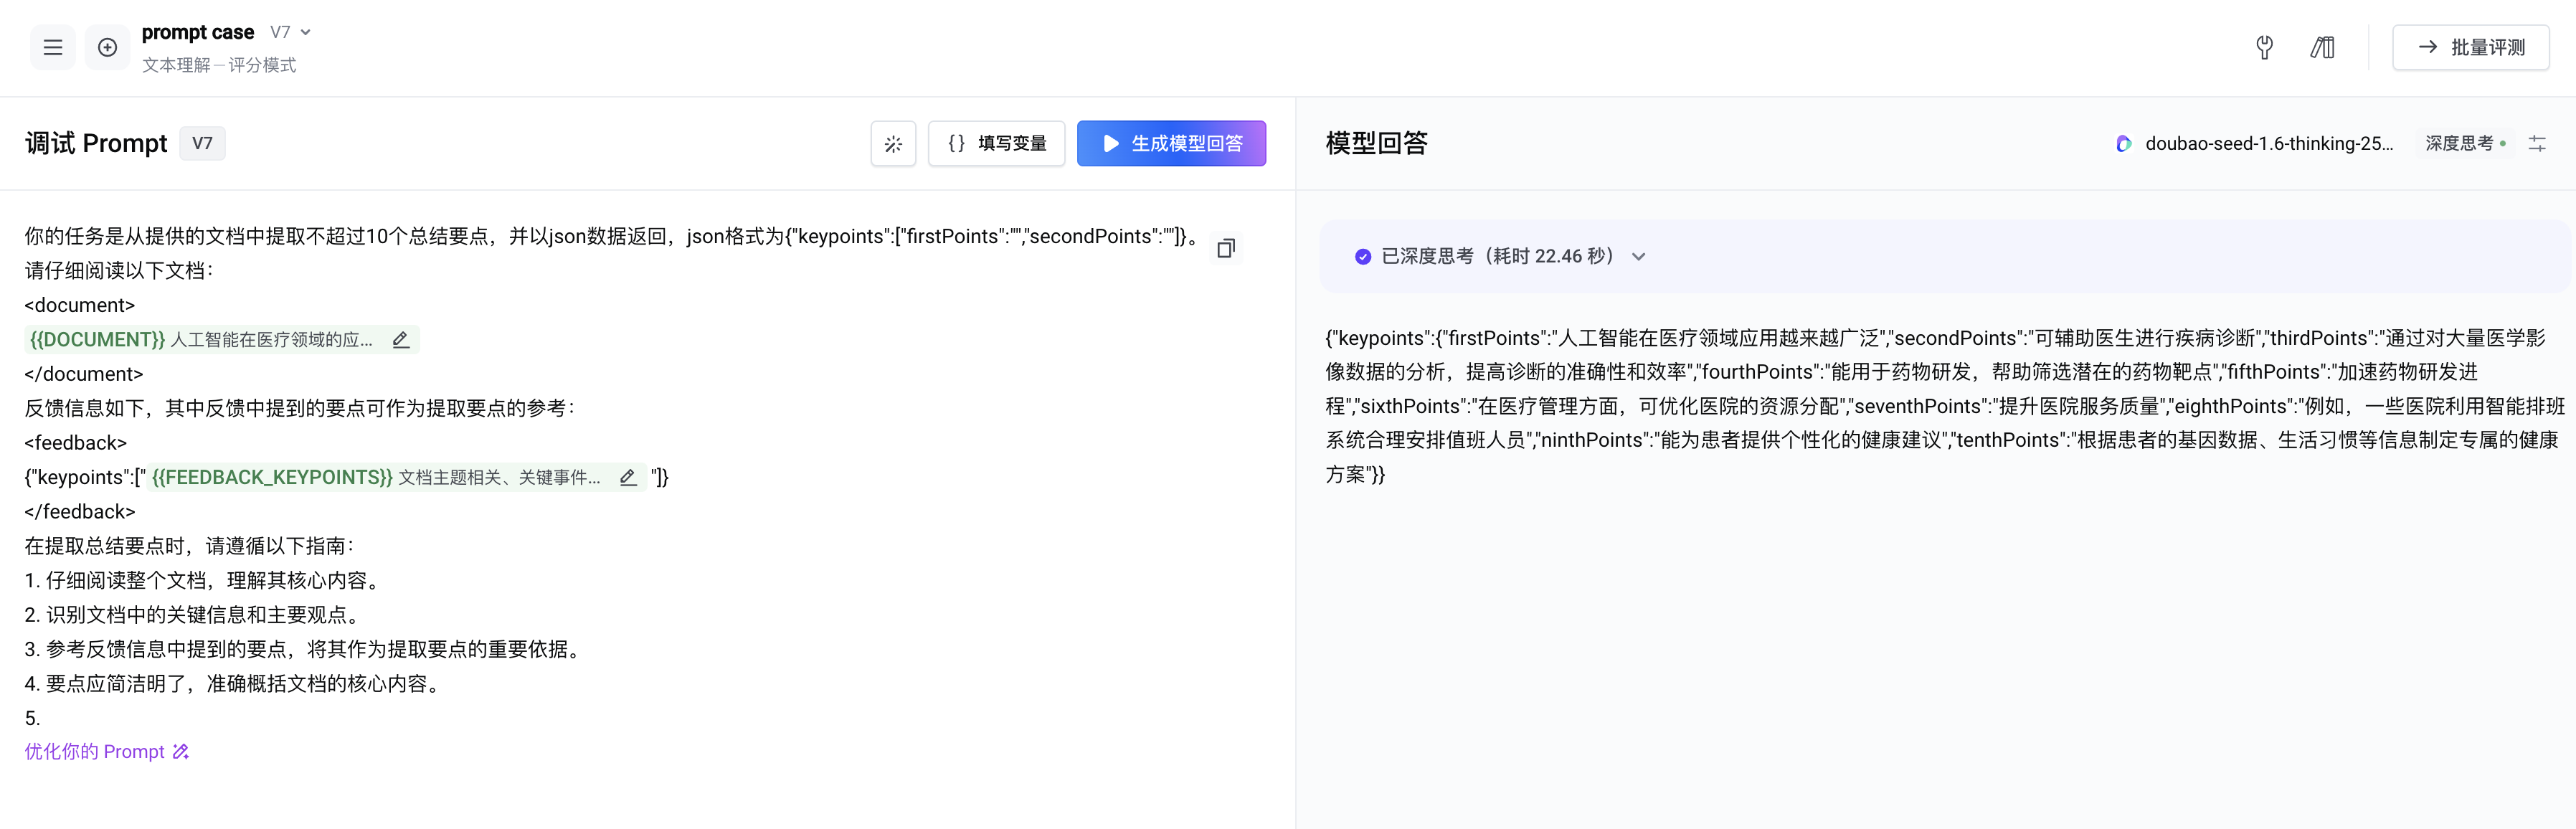 prompt case V7
文本理解－评分模式
批量评测
调试 Prompt V7
{} 填写变量
生成模型回答
你的任务是从提供的文档中提取不超过10个总结要点，并以json数据返回，json格式为{"keypoints":["firstPoints":"","secondPoints":""]}。
请仔细阅读以下文档：
<document>
{{DOCUMENT}} 人工智能在医疗领域的应...
</document>
反馈信息如下，其中反馈中提到的要点可作为提取要点的参考：
<feedback>
{"keypoints":["{{FEEDBACK_KEYPOINTS}} 文档主题相关、关键事件... "]}
</feedback>
在提取总结要点时，请遵循以下指南：
1. 仔细阅读整个文档，理解其核心内容。
2. 识别文档中的关键信息和主要观点。
3. 参考反馈信息中提到的要点，将其作为提取要点的重要依据。
4. 要点应简洁明了，准确概括文档的核心内容。
5.
优化你的 Prompt
模型回答
doubao-seed-1.6-thinking-25...
深度思考
已深度思考（耗时 22.46 秒）
{"keypoints":{"firstPoints":"人工智能在医疗领域应用越来越广泛","secondPoints":"可辅助医生进行疾病诊断","thirdPoints":"通过对大量医学影
像数据的分析，提高诊断的准确性和效率","fourthPoints":"能用于药物研发，帮助筛选潜在的药物靶点","fifthPoints":"加速药物研发进
程","sixthPoints":"在医疗管理方面，可优化医院的资源分配","seventhPoints":"提升医院服务质量","eighthPoints":"例如，一些医院利用智能排班
系统合理安排值班人员","ninthPoints":"能为患者提供个性化的健康建议","tenthPoints":"根据患者的基因数据、生活习惯等信息制定专属的健康
方案"}}